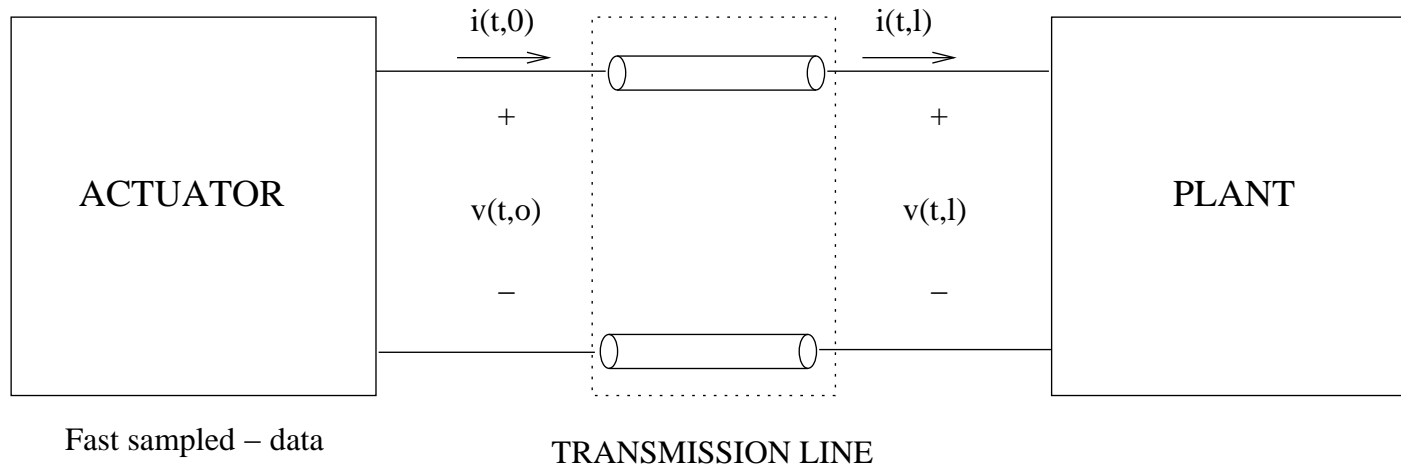 i(t,0)
i(t,l)
+
+
ACTUATOR
v(t,o)
v(t,l)
PLANT
−
−
Fast sampled − data
TRANSMISSION LINE